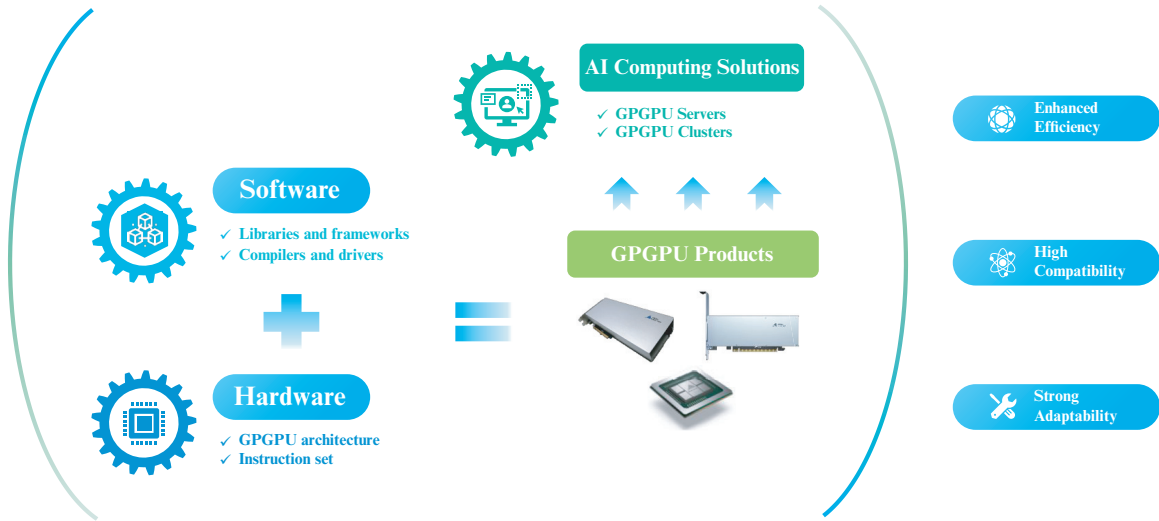 AI Computing Solutions
✓ GPGPU Servers
✓ GPGPU Clusters
Software
✓ Libraries and frameworks
✓ Compilers and drivers
GPGPU Products
Hardware
✓ GPGPU architecture
✓ Instruction set
Enhanced
Efficiency
High
Compatibility
Strong
Adaptability